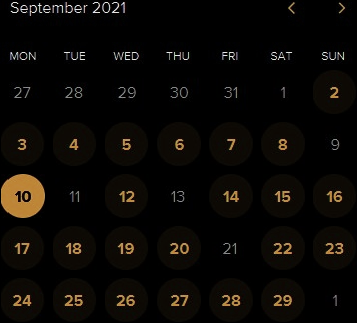 September 2021 < >
MON TUE WED THU FRI SAT SUN
27 28 29 30 31 1 2
3 4 5 6 7 8 9
10 11 12 13 14 15 16
17 18 19 20 21 22 23
24 25 26 27 28 29 1